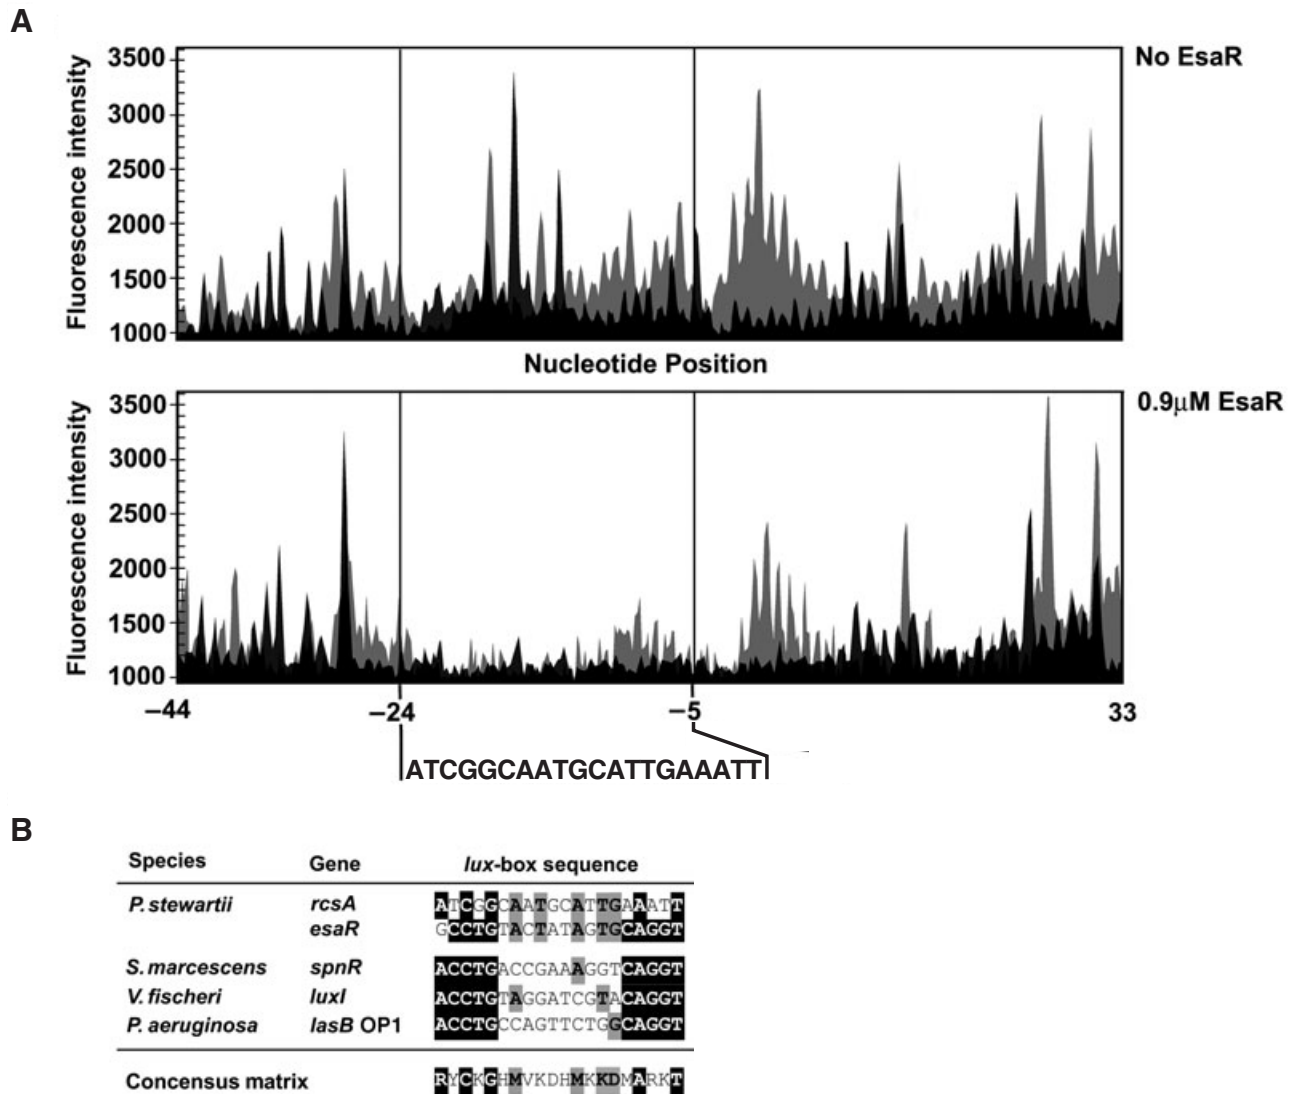 A
No EsaR
Fluorescence intensity
3500
3000
2500
2000
1500
1000
Nucleotide Position
0.9μM EsaR
Fluorescence intensity
3500
3000
2500
2000
1500
1000
–44 –24 –5 33
ATCGGCAATGCATTGAAATT
B
Species Gene lux-box sequence
P. stewartii rcsA ATCGGCAATGCATTGAAATT
esaR GCCTGTACTATAGTGCAGGT
S. marcescens spnR ACCTGACCGAAAGGTCAGGT
V. fischeri luxI ACCTGTAGGATCGTACAGGT
P. aeruginosa lasB OP1 ACCTGCCAGTTCTGGCAGGT
Concensus matrix RYCKGHMVKDHMKKDMARKT